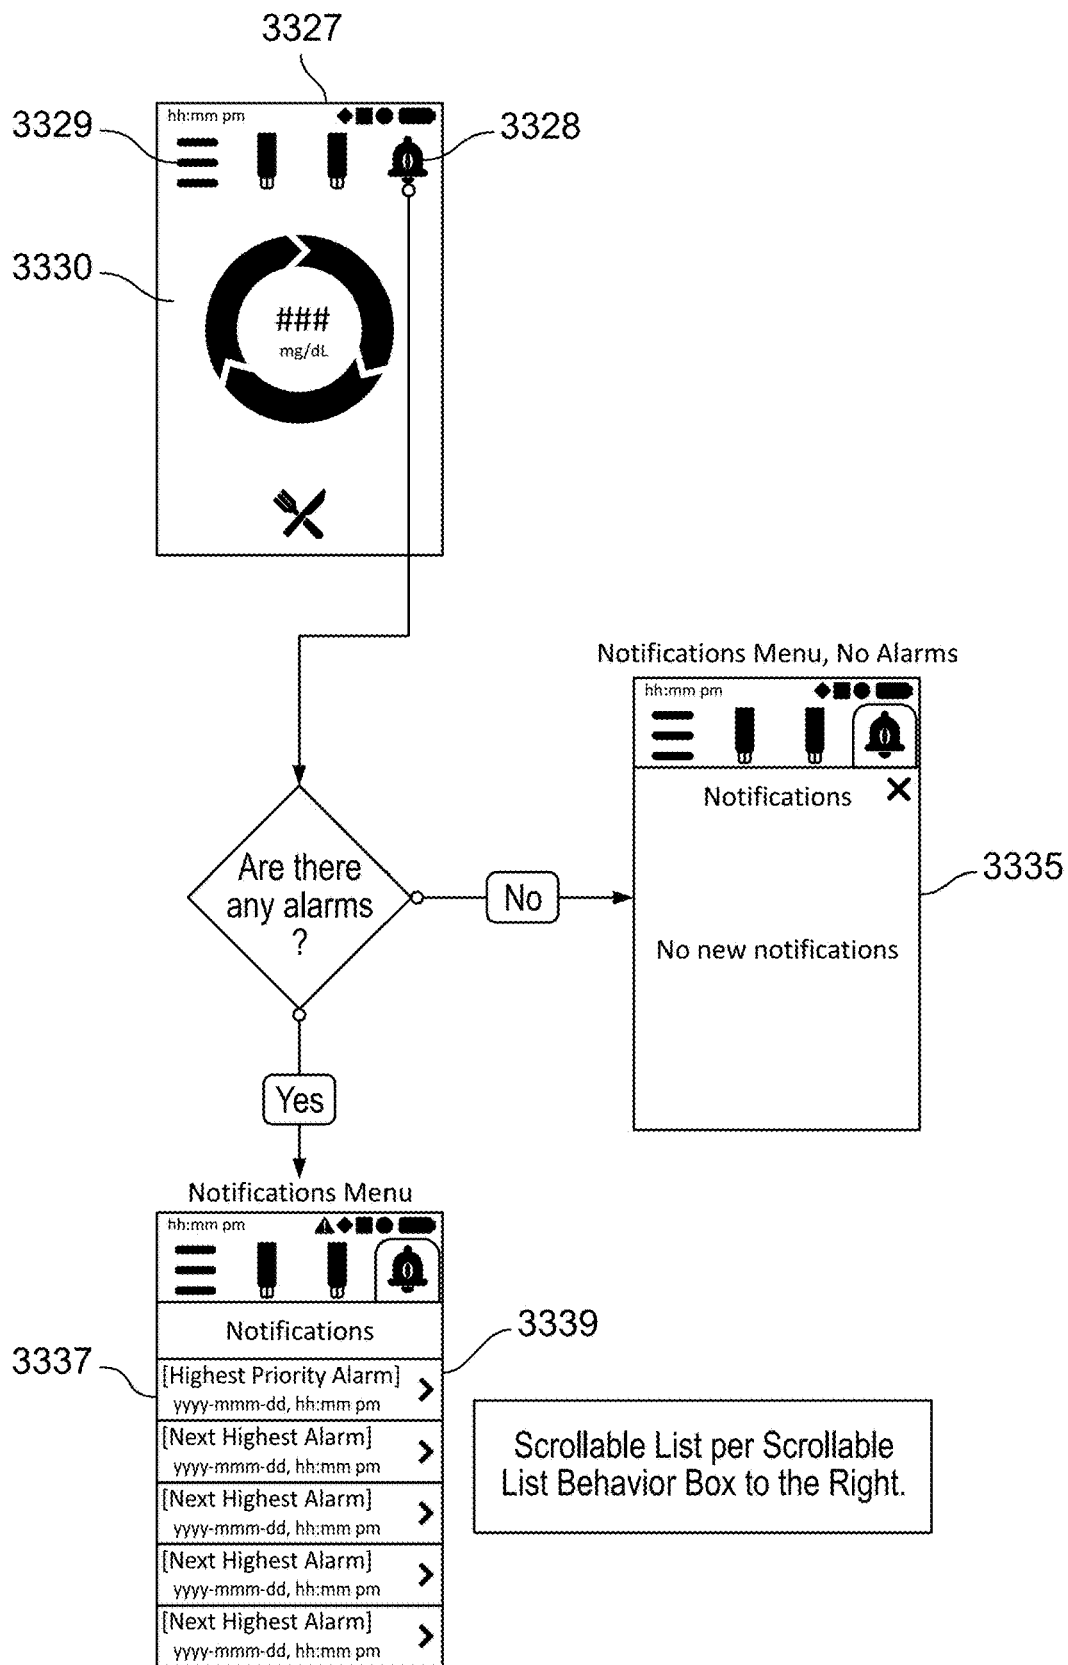 3327
hh:mm pm
3329
3328
3330
###
mg/dL
Notifications Menu, No Alarms
hh:mm pm
Notifications
Are there
any alarms
?
No
3335
No new notifications
Yes
Notifications Menu
hh:mm pm
Notifications
3339
3337
[Highest Priority Alarm]
yyyy-mmm-dd, hh:mm pm
[Next Highest Alarm]
yyyy-mmm-dd, hh:mm pm
[Next Highest Alarm]
yyyy-mmm-dd, hh:mm pm
[Next Highest Alarm]
yyyy-mmm-dd, hh:mm pm
[Next Highest Alarm]
yyyy-mmm-dd, hh:mm pm
Scrollable List per Scrollable
List Behavior Box to the Right.